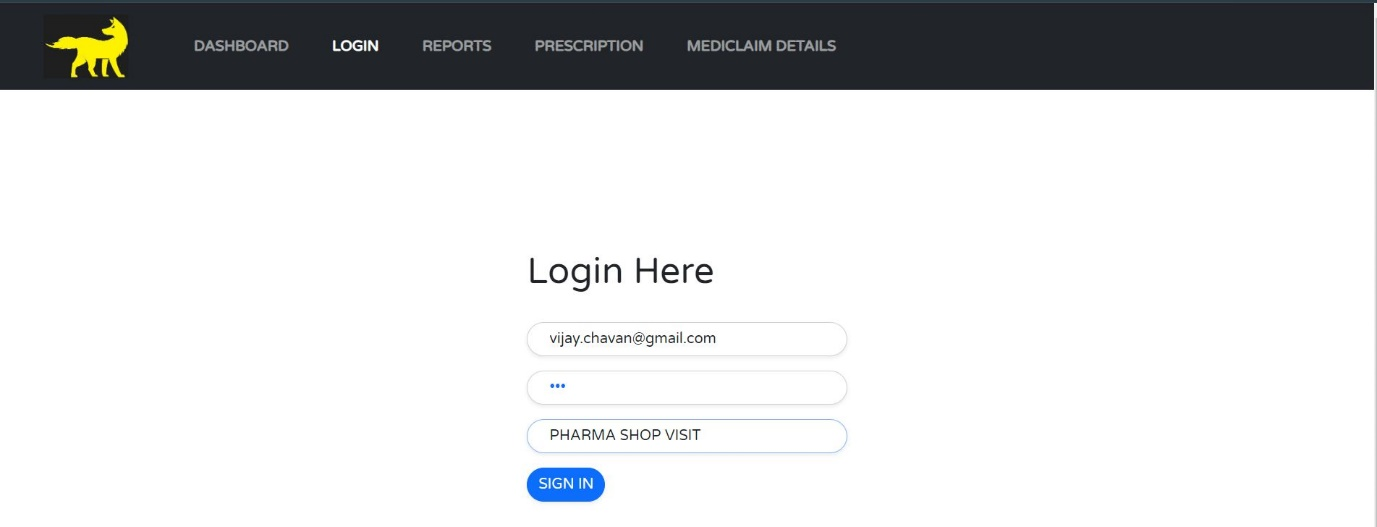 DASHBOARD LOGIN REPORTS PRESCRIPTION MEDICLAIM DETAILS
Login Here
vijay.chavan@gmail.com
•••
PHARMA SHOP VISIT
SIGN IN